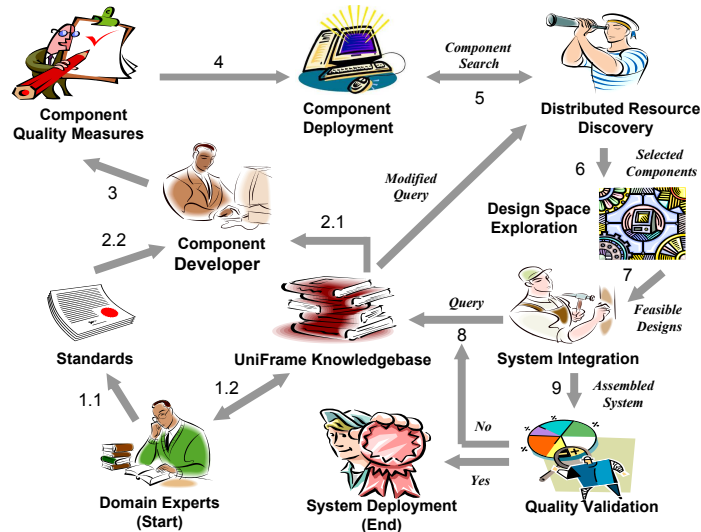 4
Component
Search
5
Component
Quality Measures
Component
Deployment
Distributed Resource
Discovery
3
Modified
Query
6
Selected
Components
2.2
2.1
Component
Developer
Design Space
Exploration
7
Query
Feasible
Designs
8
Standards
UniFrame Knowledgebase
System Integration
1.1
1.2
9
Assembled
System
No
Yes
Domain Experts
(Start)
System Deployment
(End)
Quality Validation